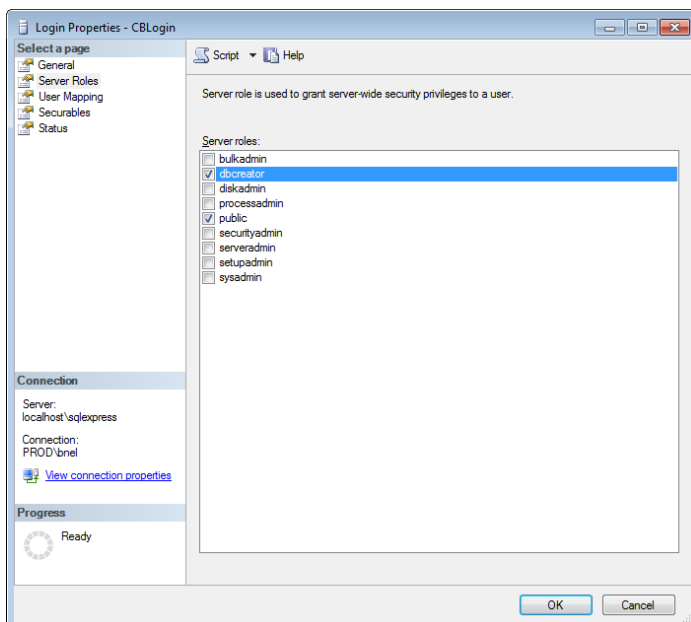 Login Properties - CBLogin
Select a page
General
Server Roles
User Mapping
Securables
Status
Script
Help
Server role is used to grant server-wide security privileges to a user.
Server roles:
bulkadmin
dbcreator
diskadmin
processadmin
public
securityadmin
serveradmin
setupadmin
sysadmin
Connection
Server:
localhost\sqlexpress
Connection:
PROD\bnel
View connection properties
Progress
Ready
OK
Cancel